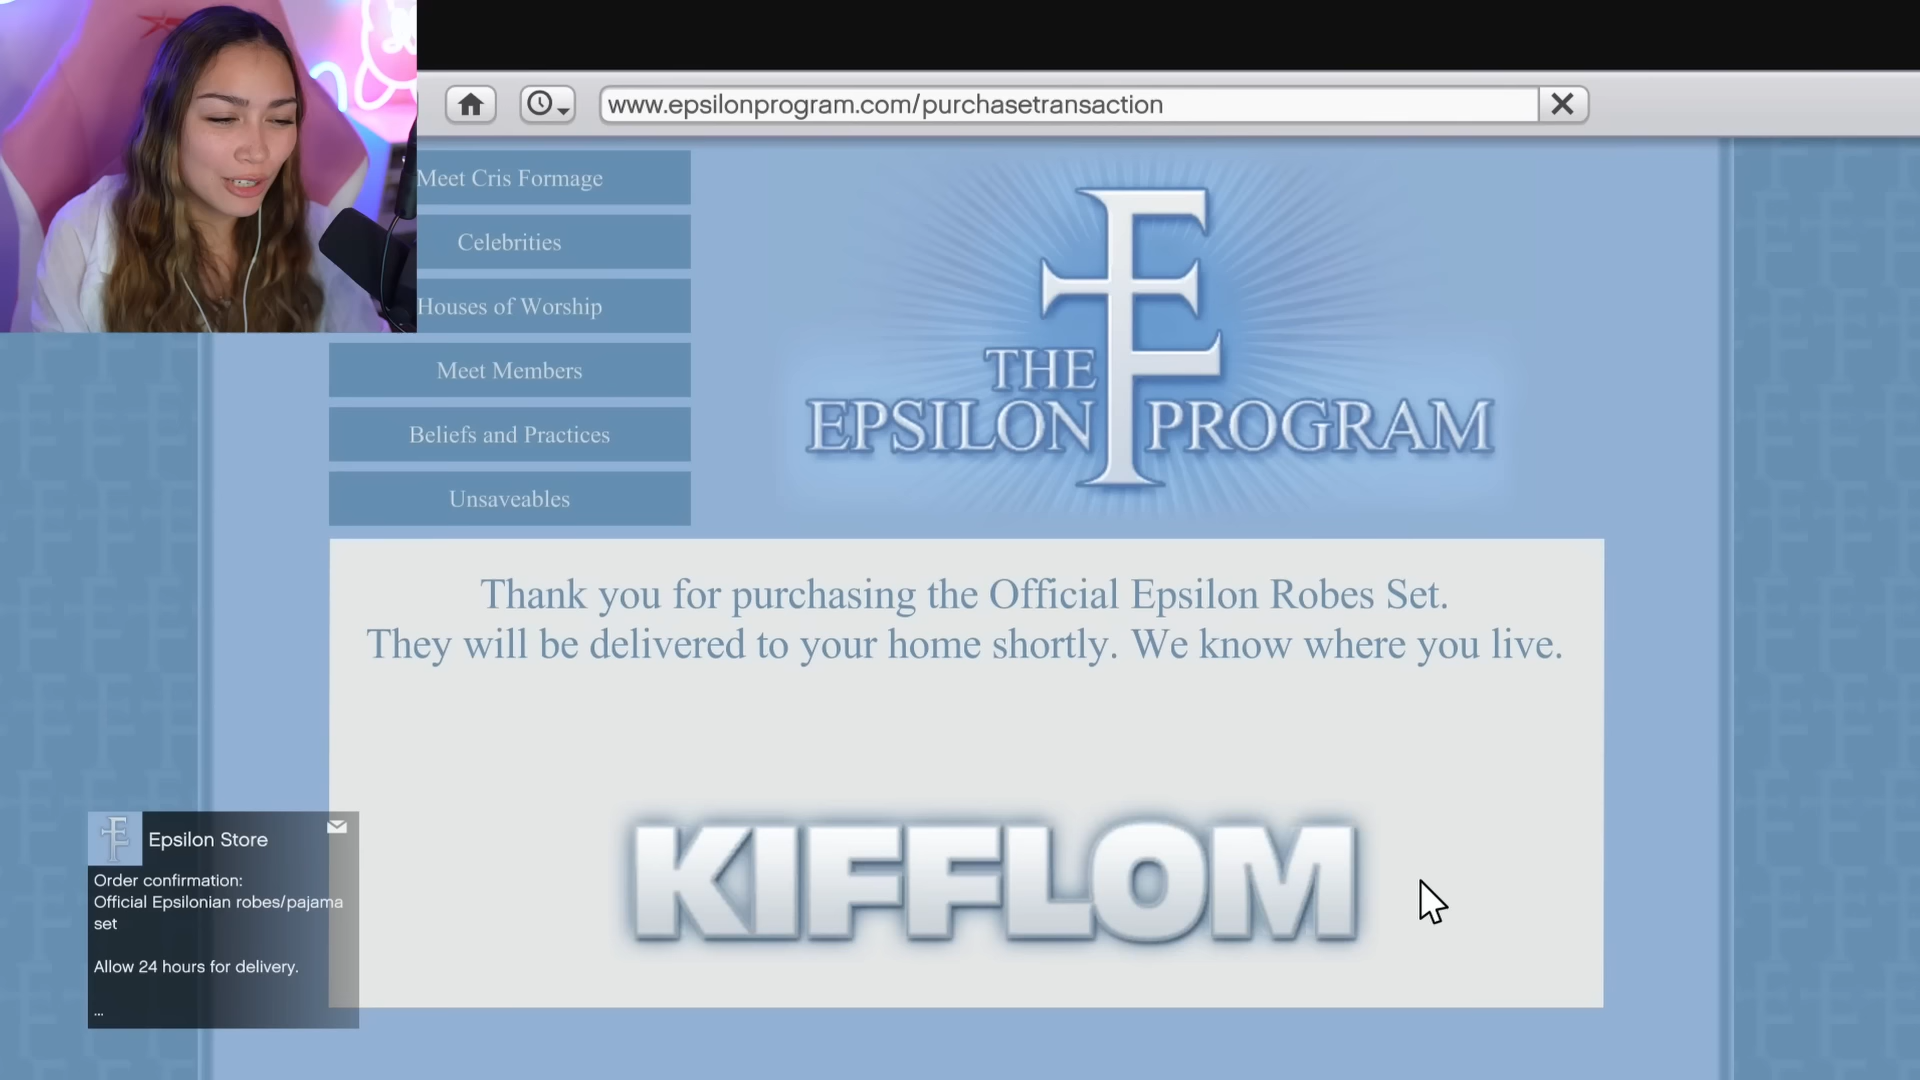 www.epsilonprogram.com/purchasetransaction
Meet Cris Formage
Celebrities
Houses of Worship
Meet Members
Beliefs and Practices
Unsaveables
THE
EPSILON PROGRAM
Thank you for purchasing the Official Epsilon Robes Set.
They will be delivered to your home shortly. We know where you live.
KIFFLOM
Epsilon Store
Order confirmation:
Official Epsilonian robes/pajama
set
Allow 24 hours for delivery.
...